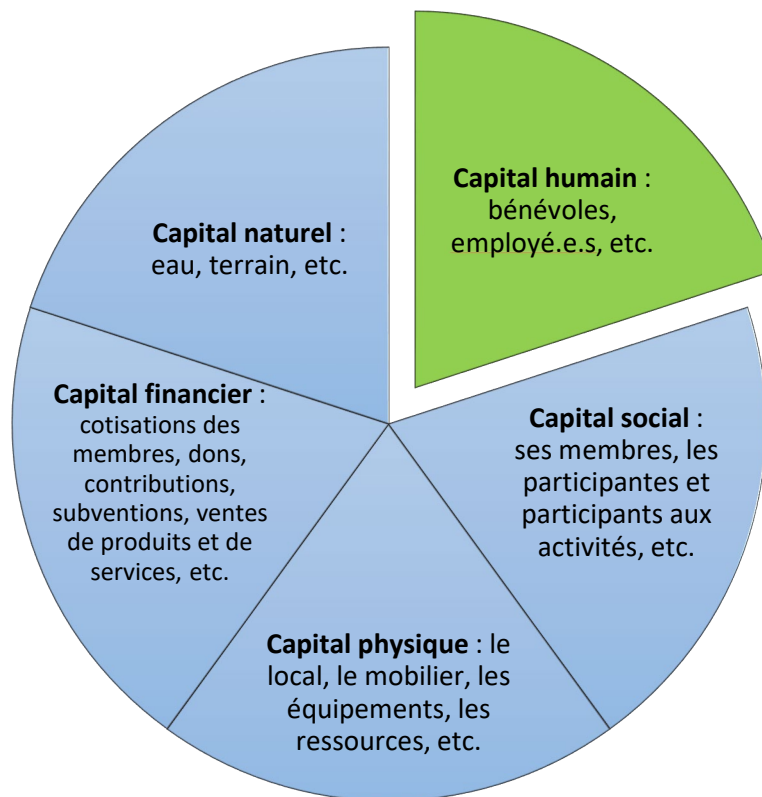 Capital humain :
bénévoles,
employé.e.s, etc.
Capital social :
ses membres, les
participantes et
participants aux
activités, etc.
Capital physique : le
local, le mobilier, les
équipements, les
ressources, etc.
Capital financier :
cotisations des
membres, dons,
contributions,
subventions, ventes
de produits et de
services, etc.
Capital naturel :
eau, terrain, etc.